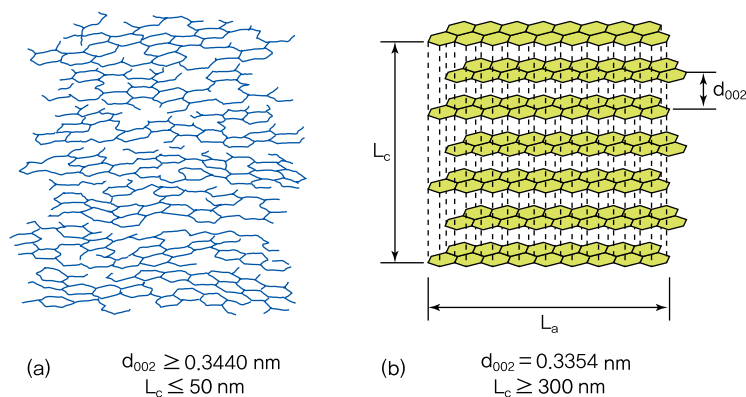 (a)
(b)
d002
Lc
La
(a)
d002 ≥ 0.3440 nm
Lc ≤ 50 nm
(b)
d002 = 0.3354 nm
Lc ≥ 300 nm